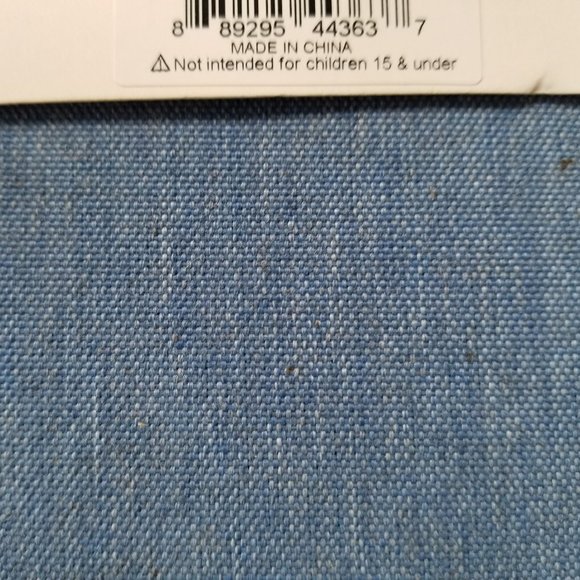 8 89295 44363 7
MADE IN CHINA
⚠ Not intended for children 15 & under